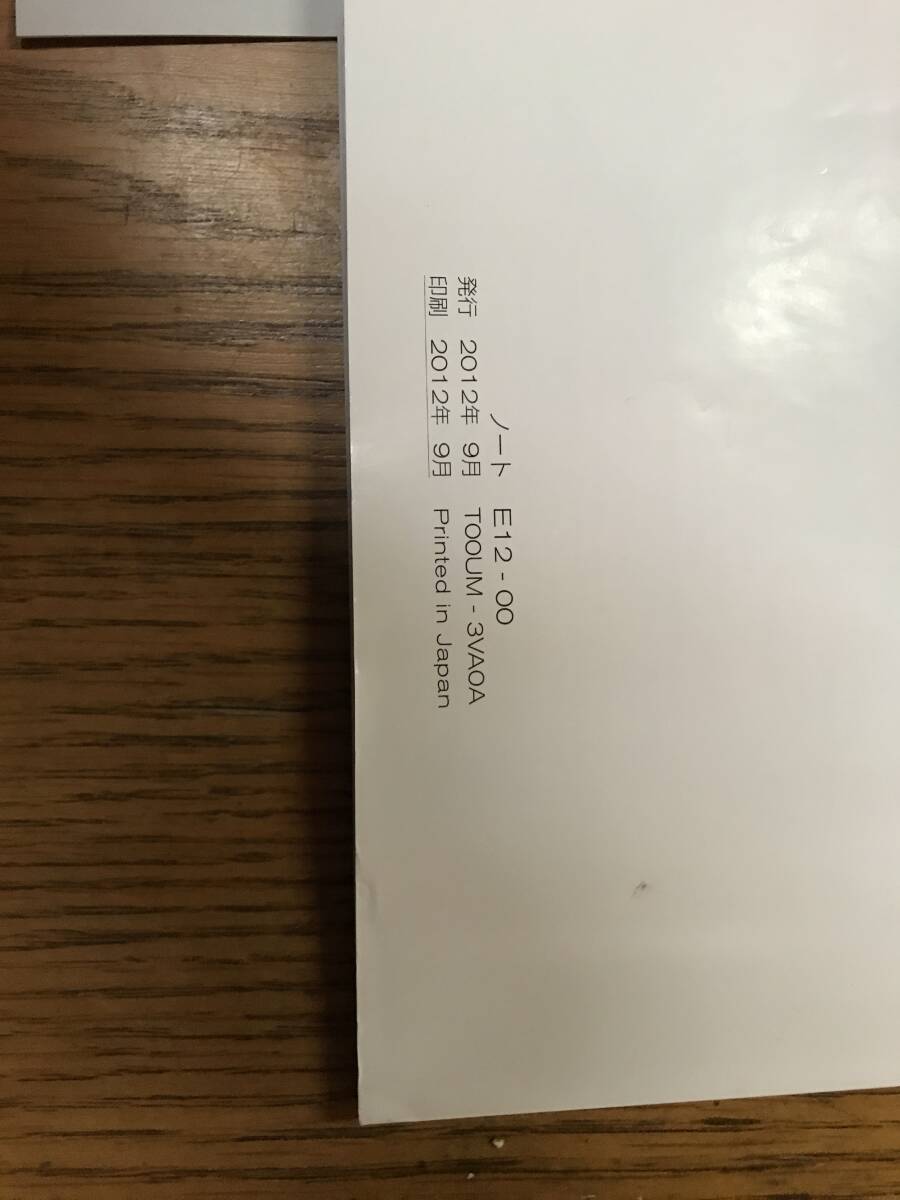 ノート E12-00
発行 2012年 9月 T00UM-3VA0A
印刷 2012年 9月 Printed in Japan